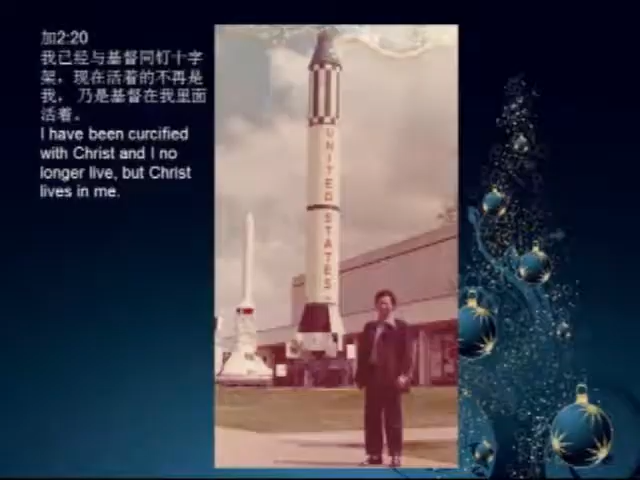 加2:20
我已经与基督同钉十字
架，现在活着的不再是
我， 乃是基督在我里面
活着。
I have been curcified
with Christ and I no
longer live, but Christ
lives in me.
UNITED STATES